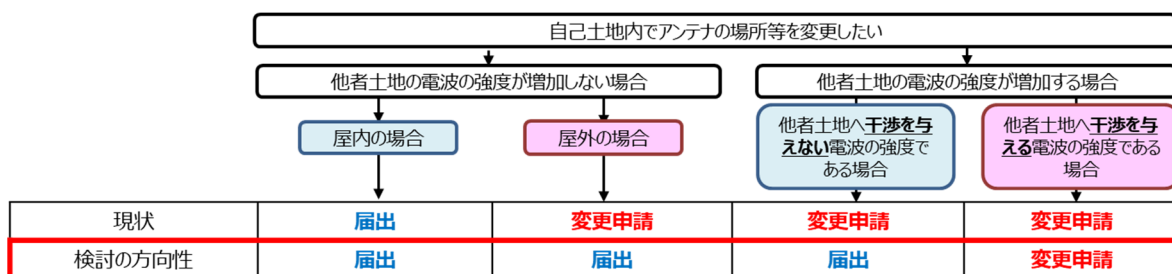 自己土地内でアンテナの場所等を変更したい
他者土地の電波の強度が増加しない場合
他者土地の電波の強度が増加する場合
屋内の場合
屋外の場合
他者土地へ干渉を与
えない電波の強度で
ある場合
他者土地へ干渉を与
える電波の強度である
場合
現状 届出 変更申請 変更申請 変更申請
検討の方向性 届出 届出 届出 変更申請